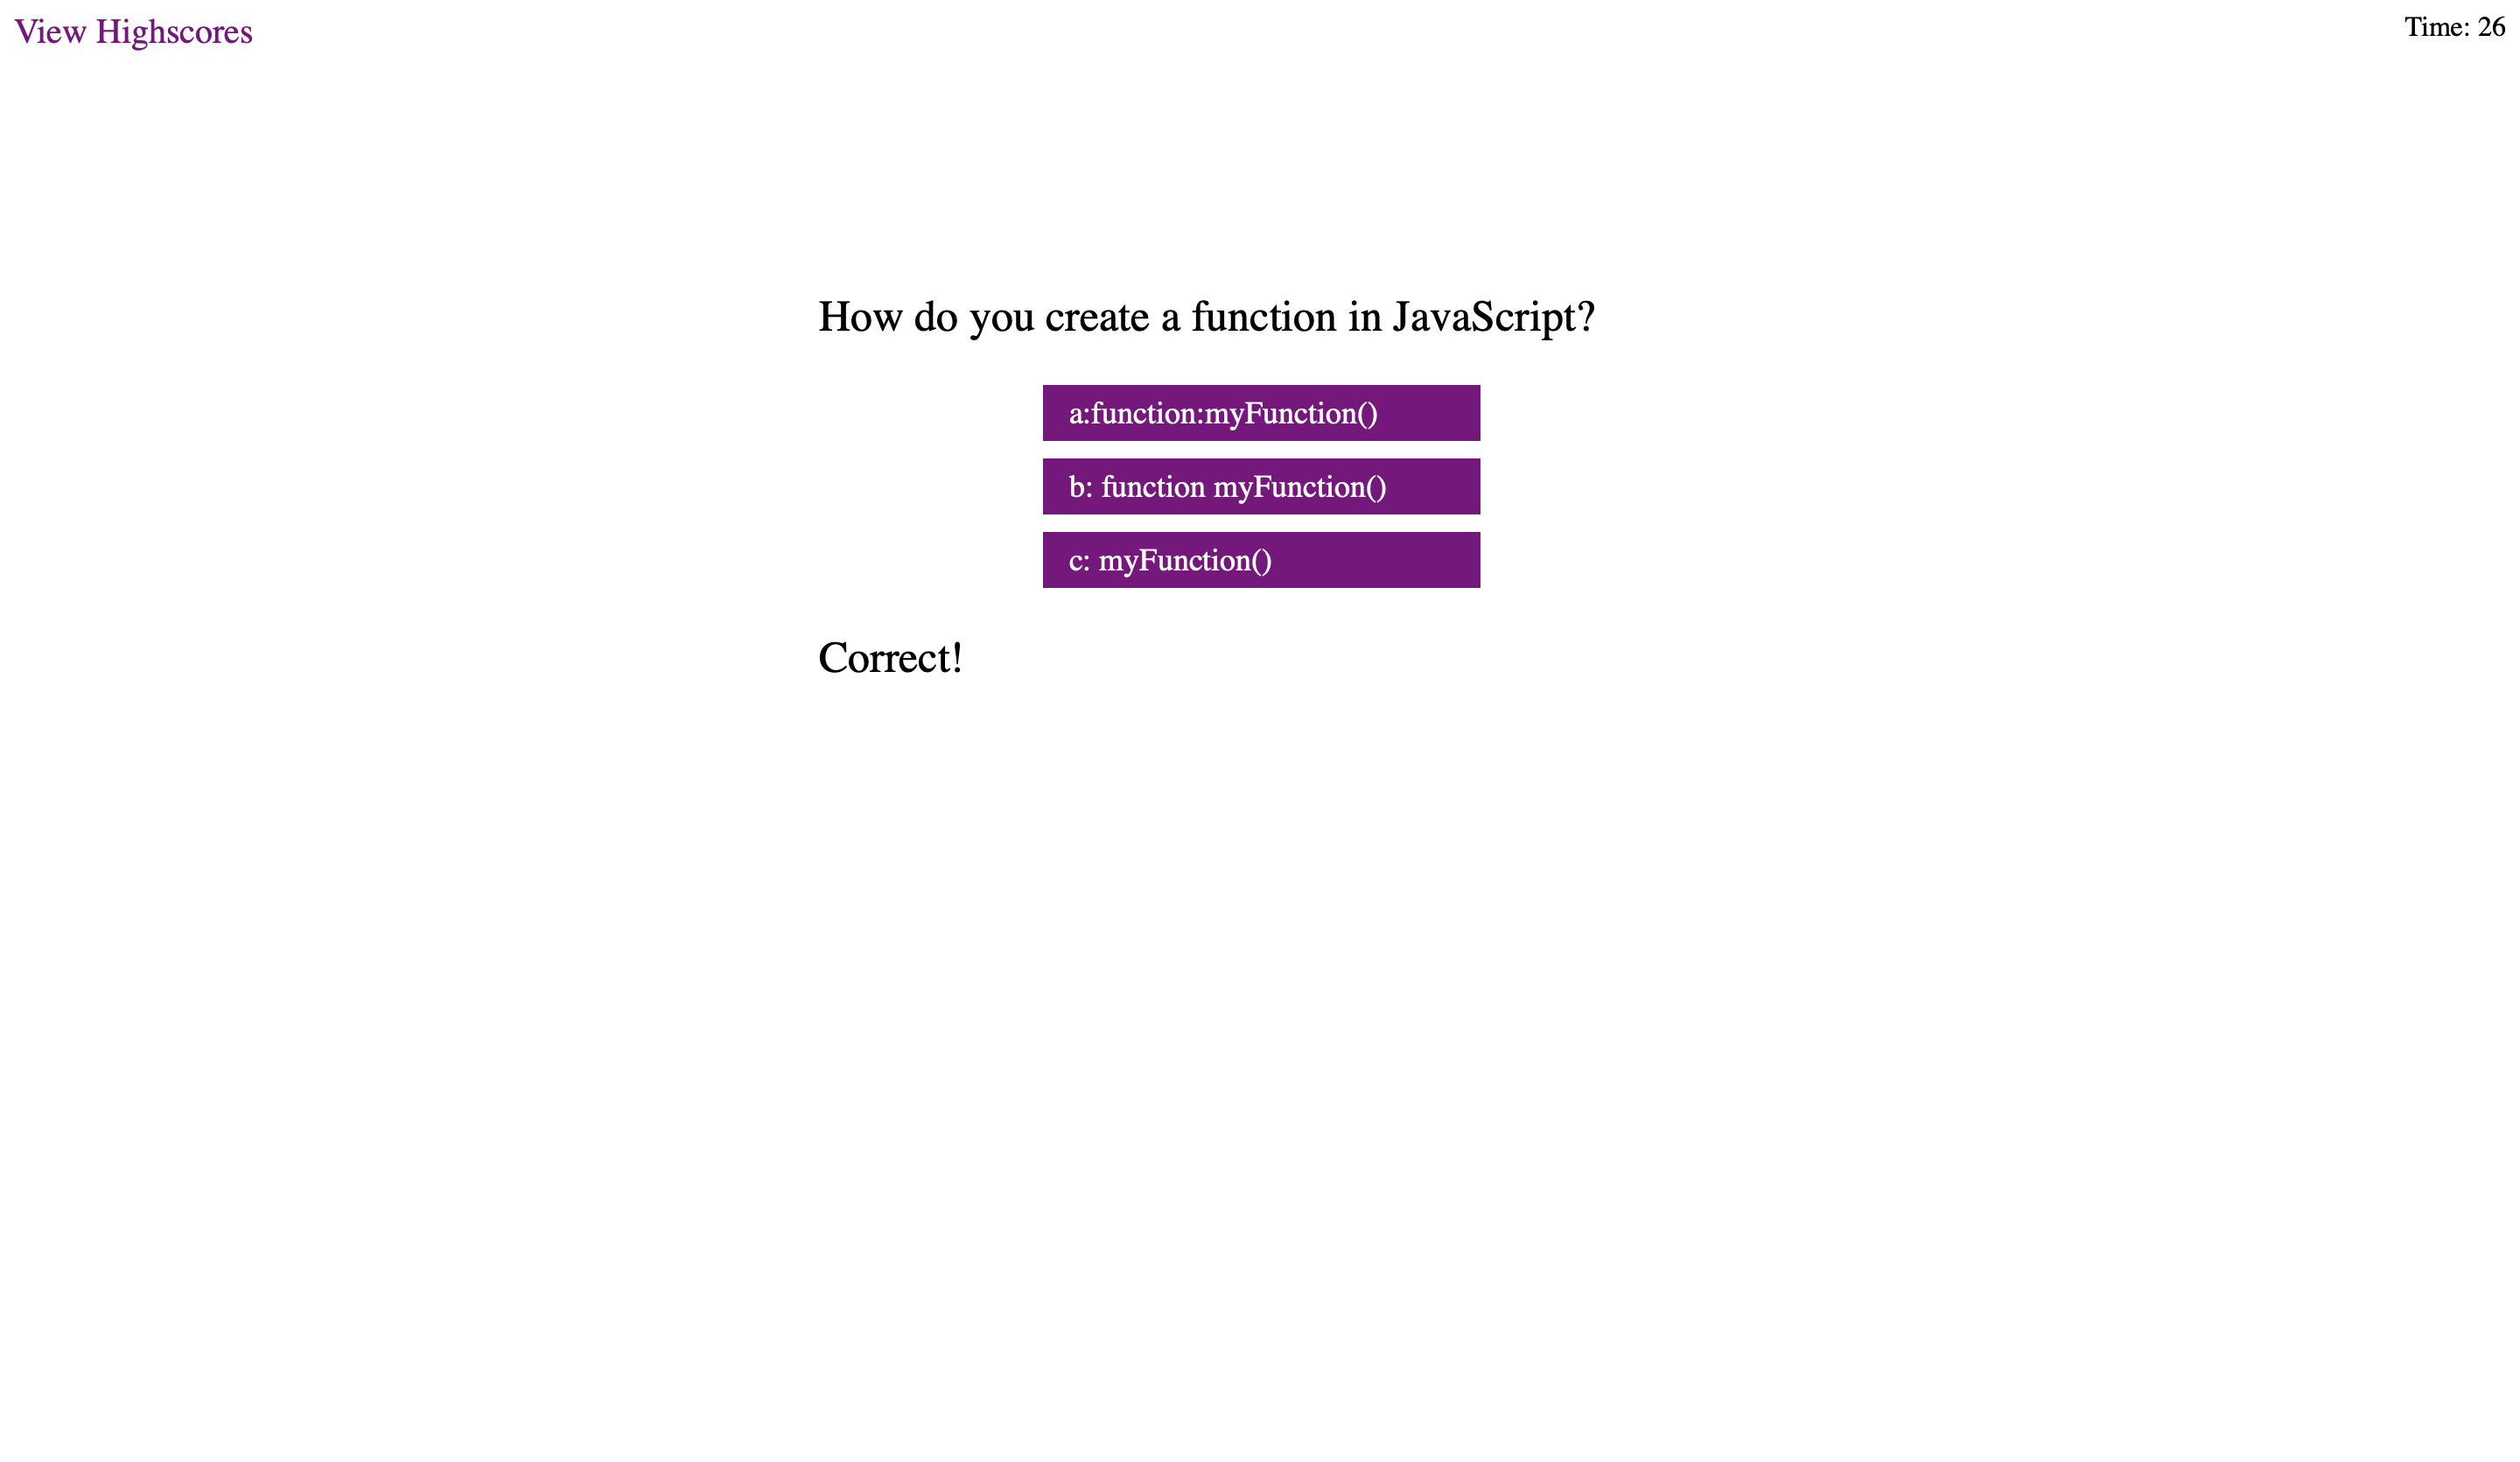 View Highscores
Time: 26
How do you create a function in JavaScript?
a:function:myFunction()
b: function myFunction()
c: myFunction()
Correct!